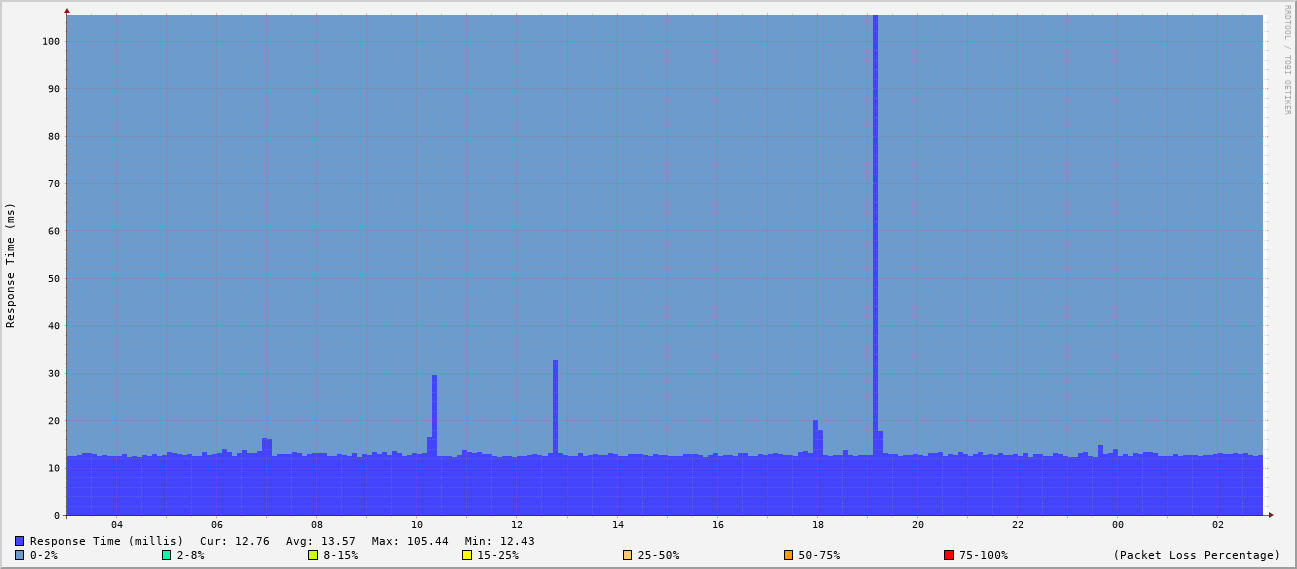 RRDTOOL / TOBI OETIKER
Response Time (ms)
100
90
80
70
60
50
40
30
20
10
0
04 06 08 10 12 14 16 18 20 22 00 02
Response Time (millis) Cur: 12.76 Avg: 13.57 Max: 105.44 Min: 12.43
0-2% 2-8% 8-15% 15-25% 25-50% 50-75% 75-100% (Packet Loss Percentage)